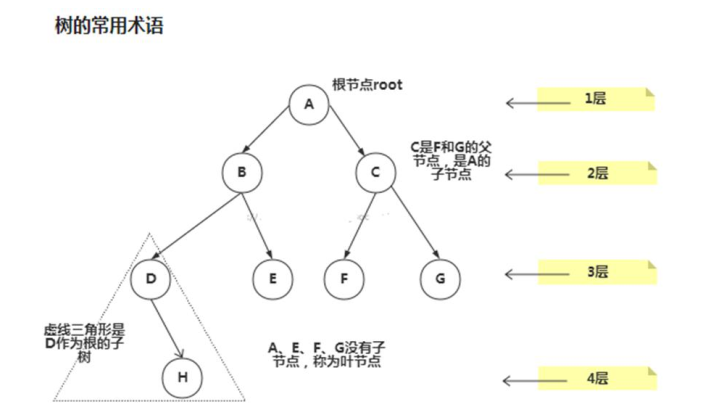 树的常用术语
根节点root
A
1层
C是F和G的父
节点，是A的
子节点
B
C
2层
D
E
F
G
3层
虚线三角形是
D作为根的子
树
A、E、F、G没有子
节点，称为叶节点
H
4层